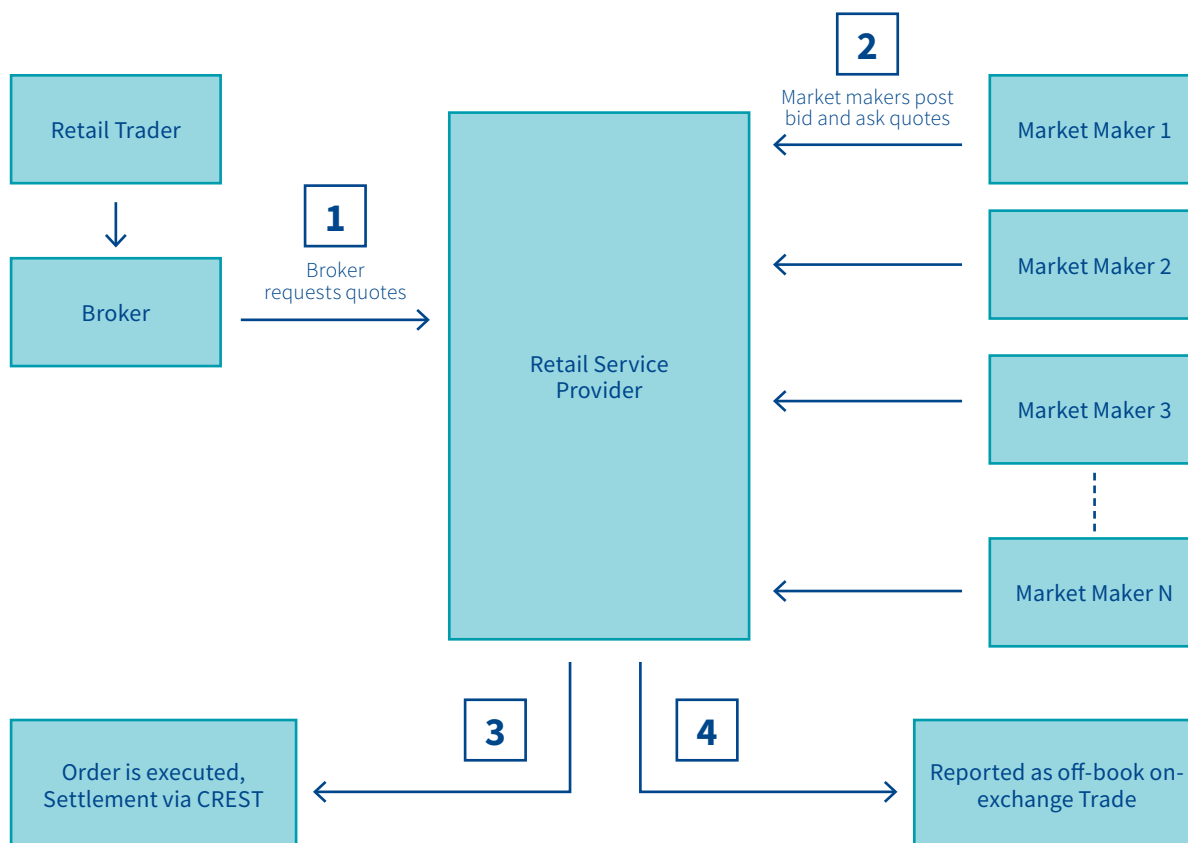 Retail Trader
Broker
1
Broker
requests quotes
Retail Service
Provider
2
Market makers post
bid and ask quotes
Market Maker 1
Market Maker 2
Market Maker 3
Market Maker N
3
Order is executed,
Settlement via CREST
4
Reported as off-book on-
exchange Trade